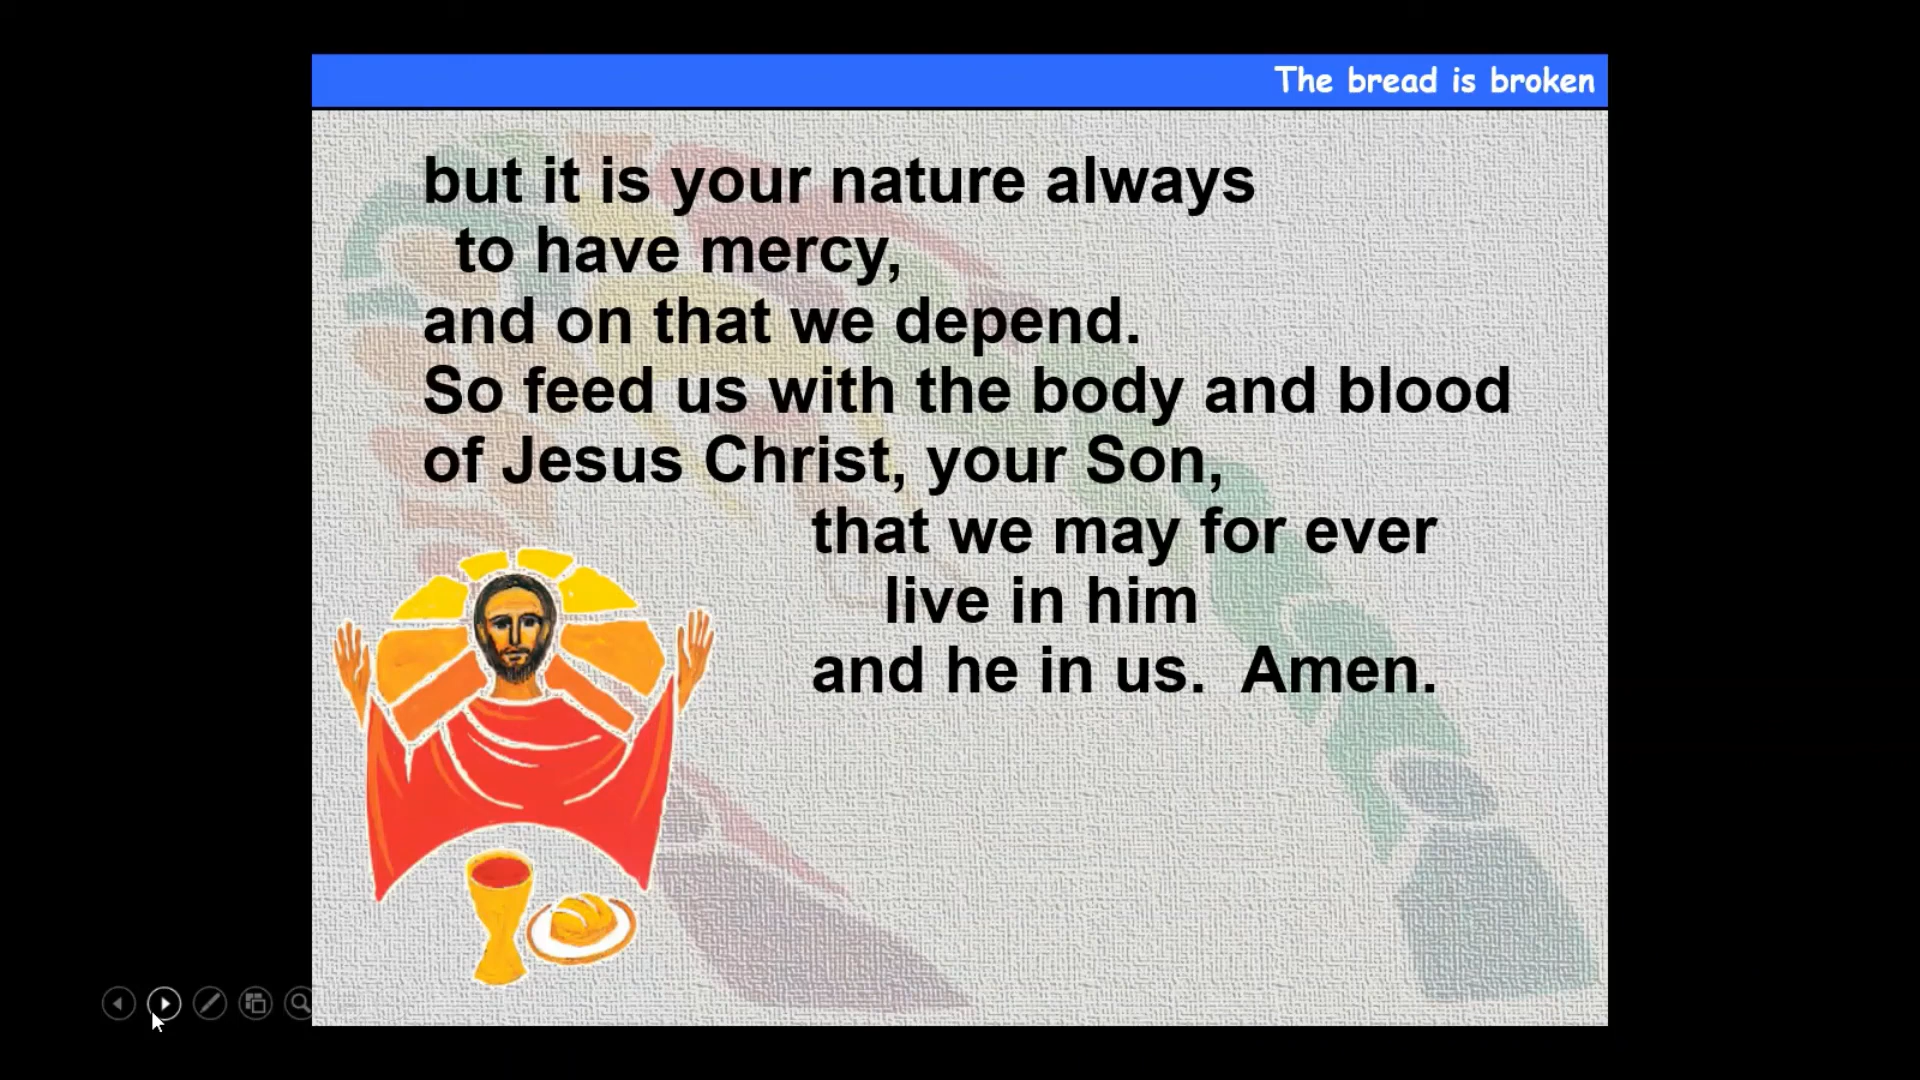 The bread is broken
but it is your nature always
to have mercy,
and on that we depend.
So feed us with the body and blood
of Jesus Christ, your Son,
that we may for ever
live in him
and he in us.  Amen.